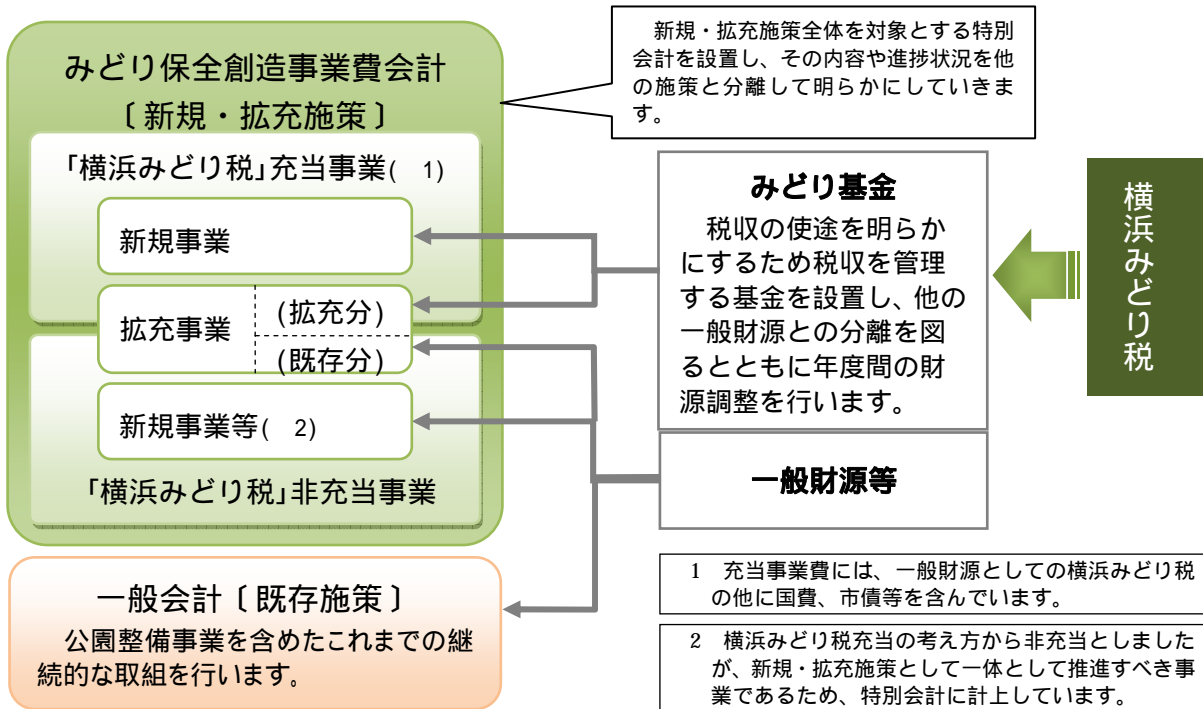 みどり保全創造事業費会計
〔新規・拡充施策〕
「横浜みどり税」充当事業(　1)
新規事業
拡充事業
(拡充分)
(既存分)
新規事業等(　2)
「横浜みどり税」非充当事業
一般会計〔既存施策〕
公園整備事業を含めたこれまでの継
続的な取組を行います。
新規・拡充施策全体を対象とする特別
会計を設置し、その内容や進捗状況を他
の施策と分離して明らかにしていきま
す。
みどり基金
税収の使途を明らか
にするため税収を管理
する基金を設置し、他の
一般財源との分離を図
るとともに年度間の財
源調整を行います。
一般財源等
横浜みどり税
1　充当事業費には、一般財源としての横浜みどり税
の他に国費、市債等を含んでいます。
2　横浜みどり税充当の考え方から非充当としました
が、新規・拡充施策として一体として推進すべき事
業であるため、特別会計に計上しています。